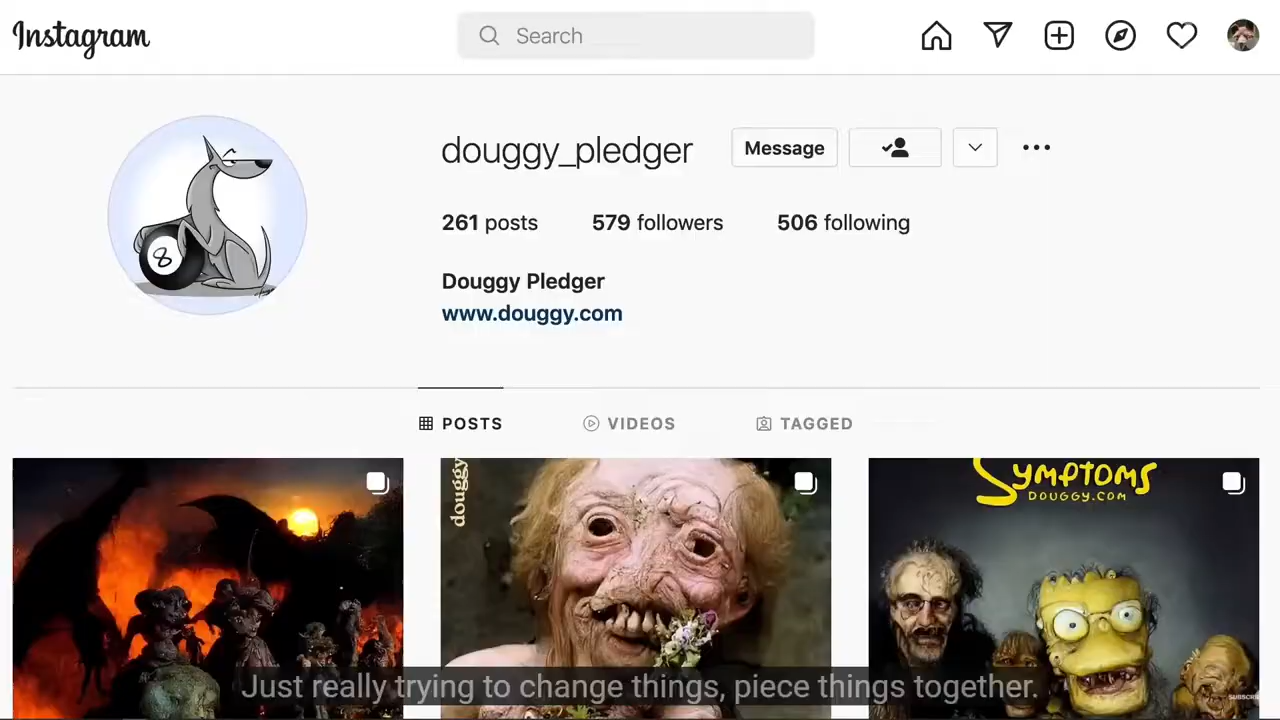 Instagram
Search
douggy_pledger
Message
261 posts
579 followers
506 following
Douggy Pledger
www.douggy.com
POSTS
VIDEOS
TAGGED
douggy
SYMPTOMS
DOUGGY.COM
8
Just really trying to change things, piece things together.